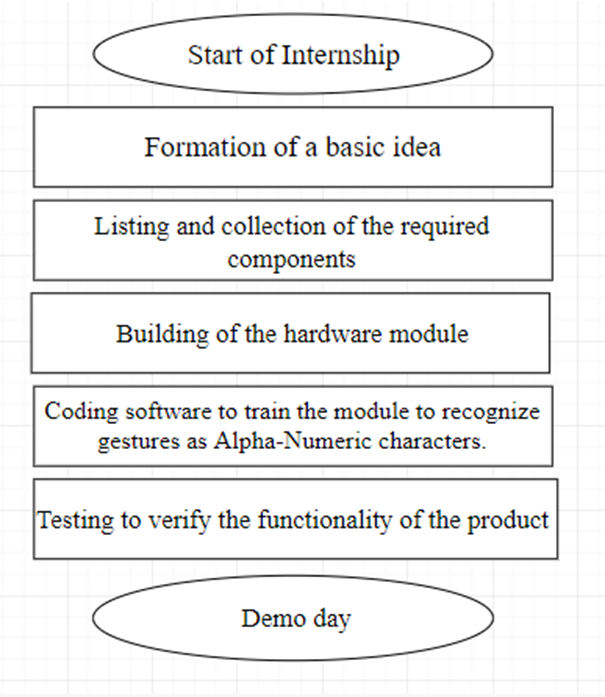 Start of Internship
Formation of a basic idea
Listing and collection of the required
components
Building of the hardware module
Coding software to train the module to recognize
gestures as Alpha-Numeric characters.
Testing to verify the functionality of the product
Demo day